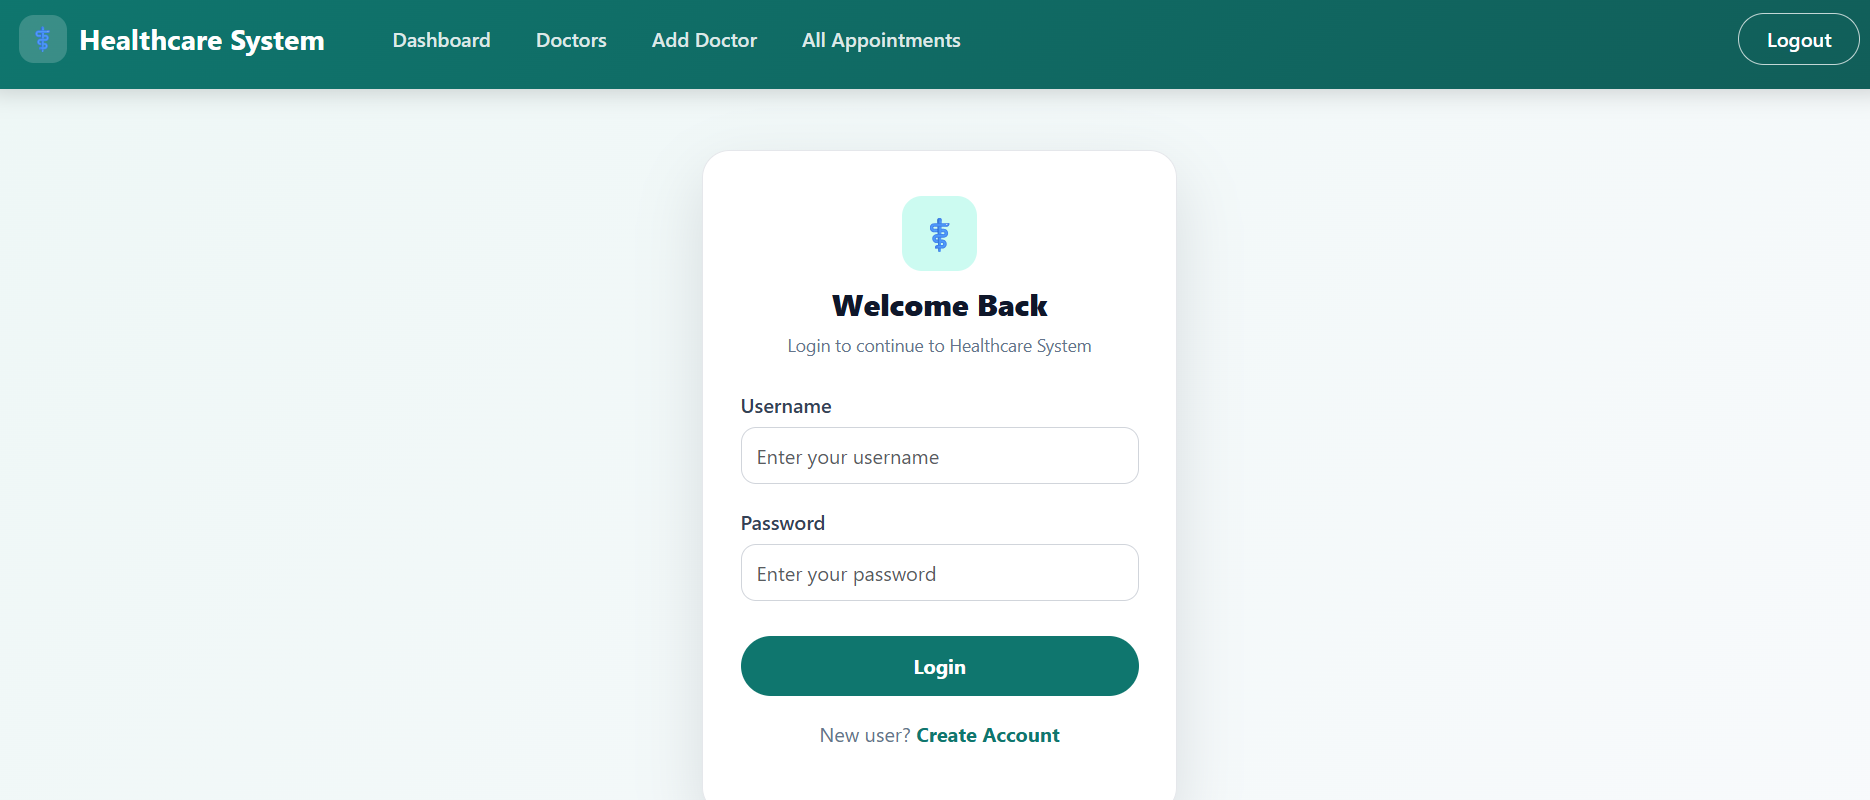 Healthcare System Dashboard Doctors Add Doctor All Appointments Logout
Welcome Back
Login to continue to Healthcare System
Username
Enter your username
Password
Enter your password
Login
New user? Create Account